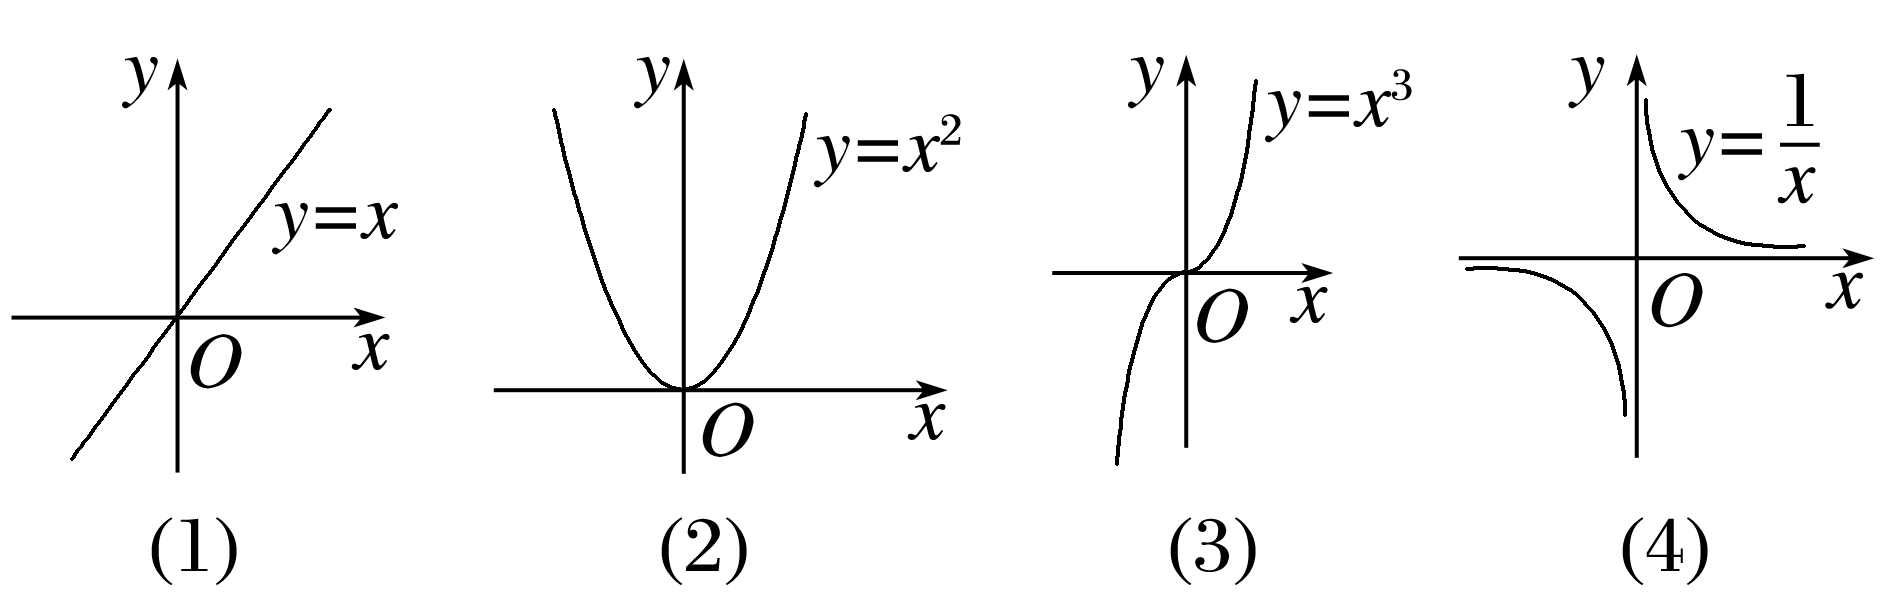 y y=x O x
y y=x² O x
y y=x³ O x
y y=1/x O x
(1) (2) (3) (4)